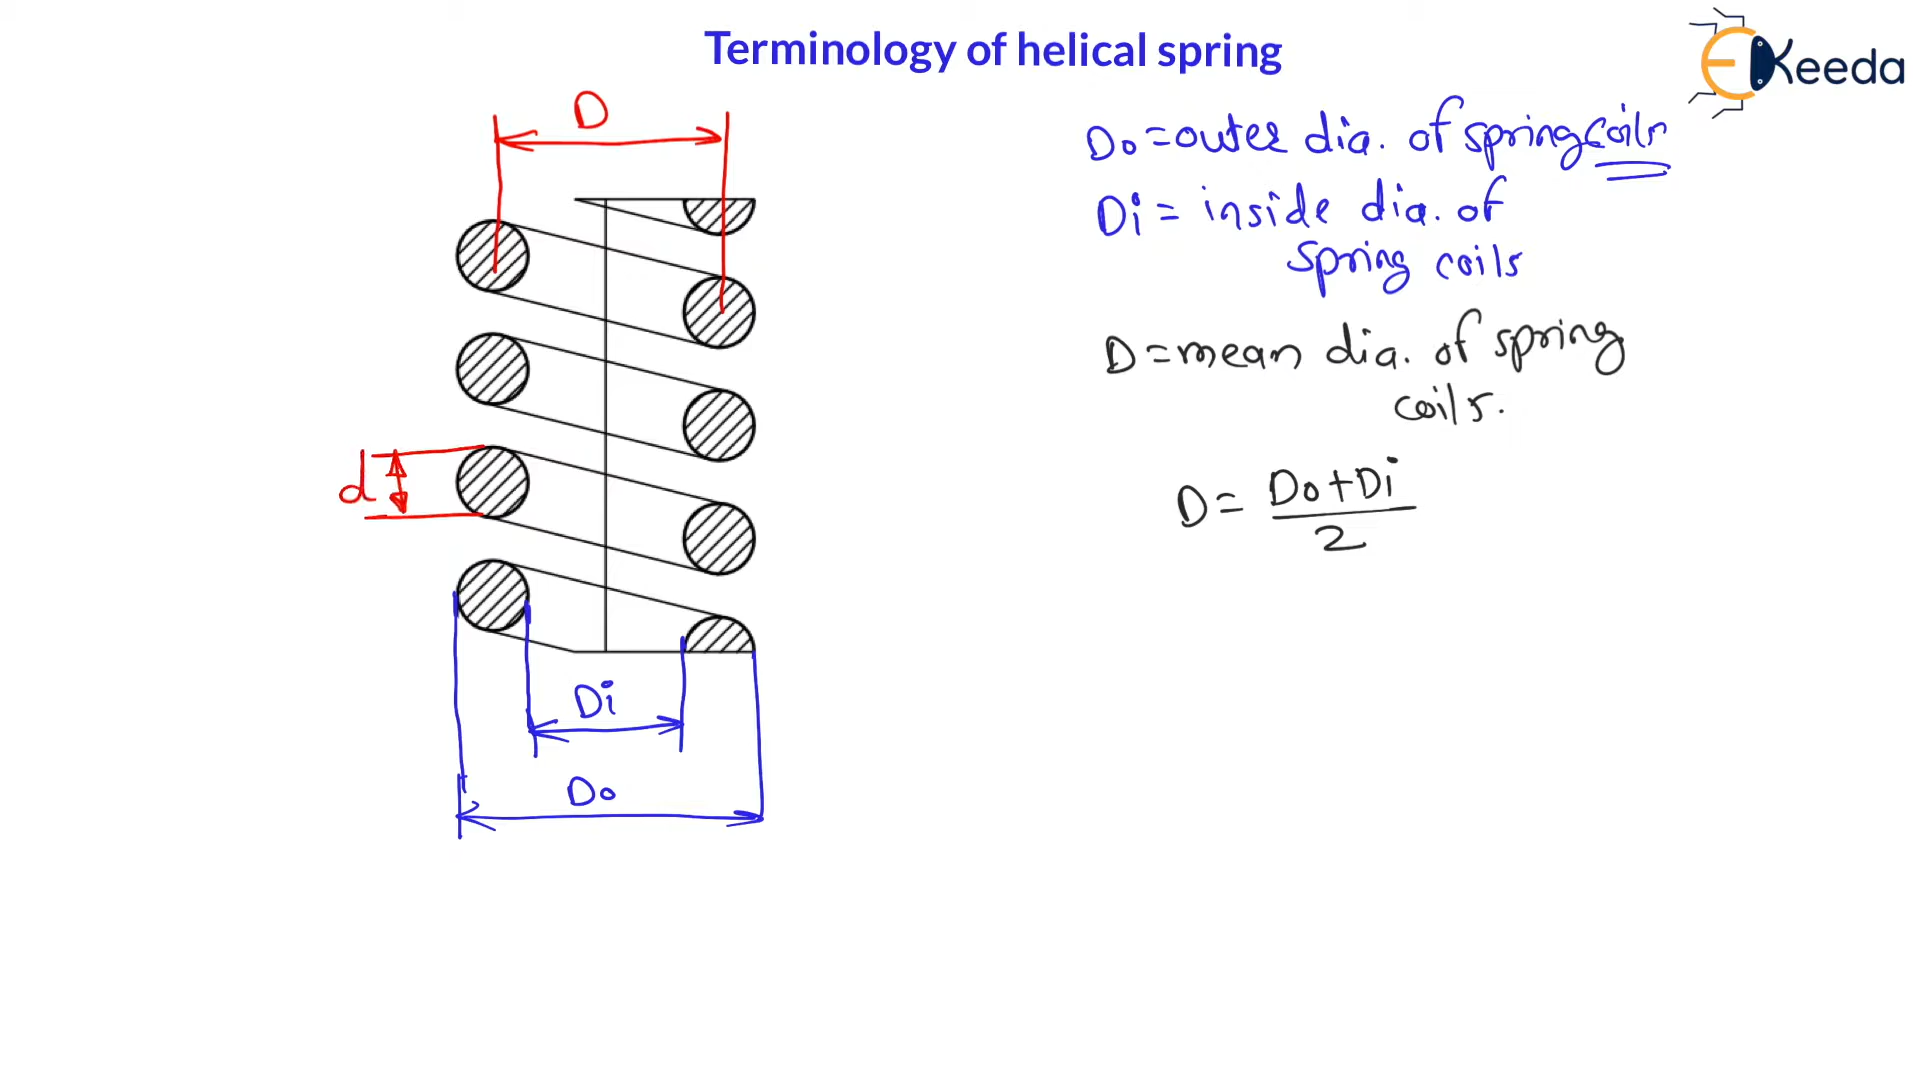 Terminology of helical spring
EKeeda
D
Do = outer dia. of spring coils
Di = inside dia. of
spring coils
D = mean dia. of spring
coils.
d
D = Do + Di
2
Di
Do